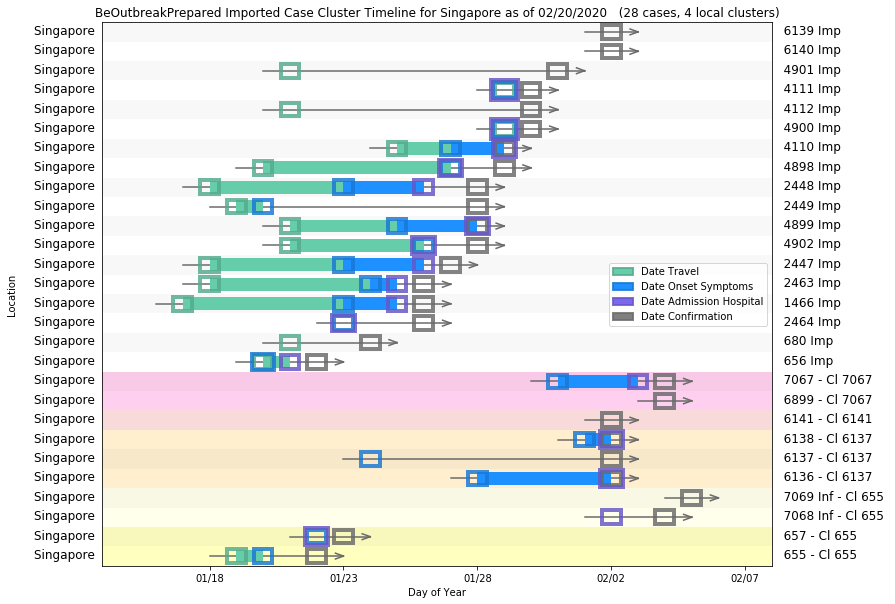 BeOutbreakPrepared Imported Case Cluster Timeline for Singapore as of 02/20/2020   (28 cases, 4 local clusters)
Singapore 6139 Imp
Singapore 6140 Imp
Singapore 4901 Imp
Singapore 4111 Imp
Singapore 4112 Imp
Singapore 4900 Imp
Singapore 4110 Imp
Singapore 4898 Imp
Singapore 2448 Imp
Singapore 2449 Imp
Singapore 4899 Imp
Singapore 4902 Imp
Singapore 2447 Imp
Singapore 2463 Imp
Singapore 1466 Imp
Singapore 2464 Imp
Singapore 680 Imp
Singapore 656 Imp
Singapore 7067 - Cl 7067
Singapore 6899 - Cl 7067
Singapore 6141 - Cl 6141
Singapore 6138 - Cl 6137
Singapore 6137 - Cl 6137
Singapore 6136 - Cl 6137
Singapore 7069 Inf - Cl 655
Singapore 7068 Inf - Cl 655
Singapore 657 - Cl 655
Singapore 655 - Cl 655
Date Travel
Date Onset Symptoms
Date Admission Hospital
Date Confirmation
Location
01/18 01/23 01/28 02/02 02/07
Day of Year